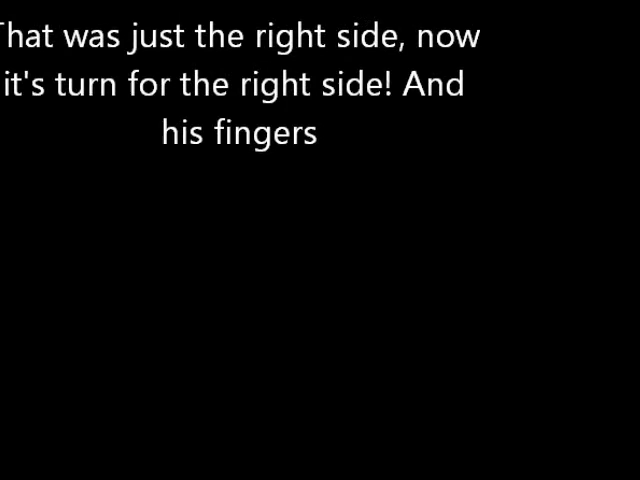 That was just the right side, now
it's turn for the right side! And
his fingers